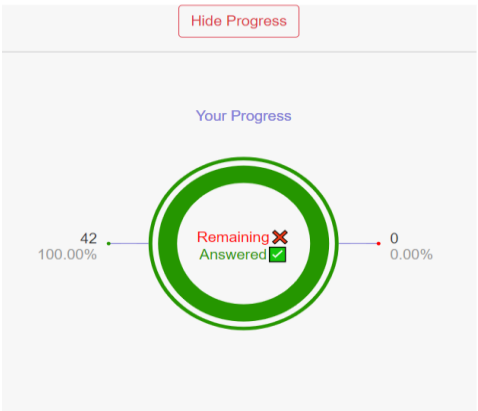 Hide Progress
Your Progress
Remaining
Answered
42
100.00%
0
0.00%